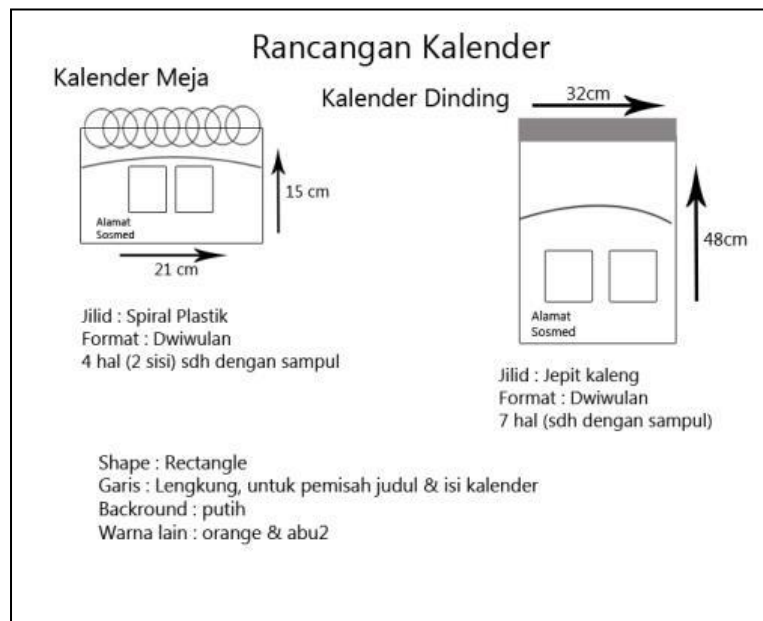 Rancangan Kalender
Kalender Meja
15 cm
Alamat
Sosmed
21 cm
Jilid : Spiral Plastik
Format : Dwiwulan
4 hal (2 sisi) sdh dengan sampul
Kalender Dinding
32cm
48cm
Alamat
Sosmed
Jilid : Jepit kaleng
Format : Dwiwulan
7 hal (sdh dengan sampul)
Shape : Rectangle
Garis : Lengkung, untuk pemisah judul & isi kalender
Backround : putih
Warna lain : orange & abu2